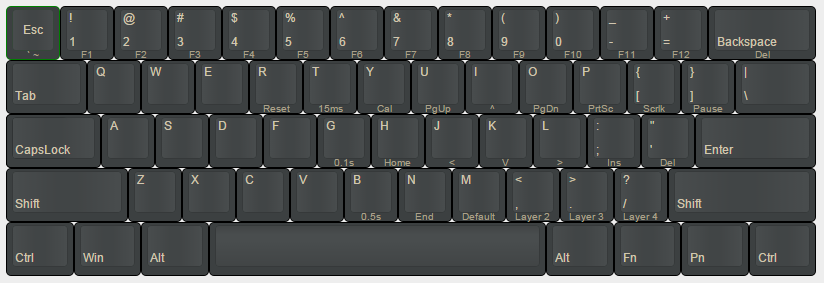 Esc ! @ # $ % ^ & * ( ) _ + Backspace
1 2 3 4 5 6 7 8 9 0 - =
` ~ F1 F2 F3 F4 F5 F6 F7 F8 F9 F10 F11 F12 Del
Q W E R T Y U I O P { } |
Tab [ ] \
Reset 15ms Cal PgUp ^ PgDn PrtSc Scrlk Pause
A S D F G H J K L : "
CapsLock ; ' Enter
0.1s Home < V > Ins Del
Z X C V B N M < > ?
Shift , . / Shift
0.5s End Default Layer 2 Layer 3 Layer 4
Ctrl Win Alt Alt Fn Pn Ctrl